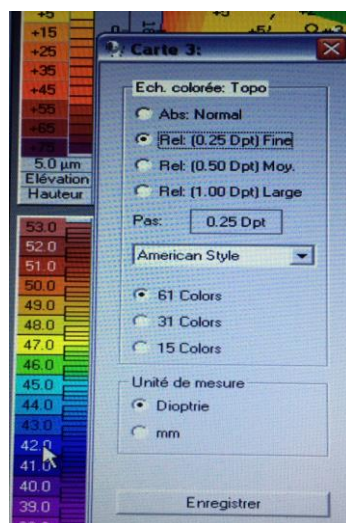 +5
+15
+25
+35
+45
+55
+65
+75
5.0 µm
Elévation
Hauteur
53.0
52.0
51.0
50.0
49.0
48.0
47.0
46.0
45.0
44.0
43.0
42.0
41.0
40.0
39.0
Carte 3:
Ech. colorée: Topo
Abs: Normal
Rel: (0.25 Dpt) Fine
Rel: (0.50 Dpt) Moy.
Rel: (1.00 Dpt) Large
Pas: 0.25 Dpt
American Style
61 Colors
31 Colors
15 Colors
Unité de mesure
Dioptrie
mm
Enregistrer